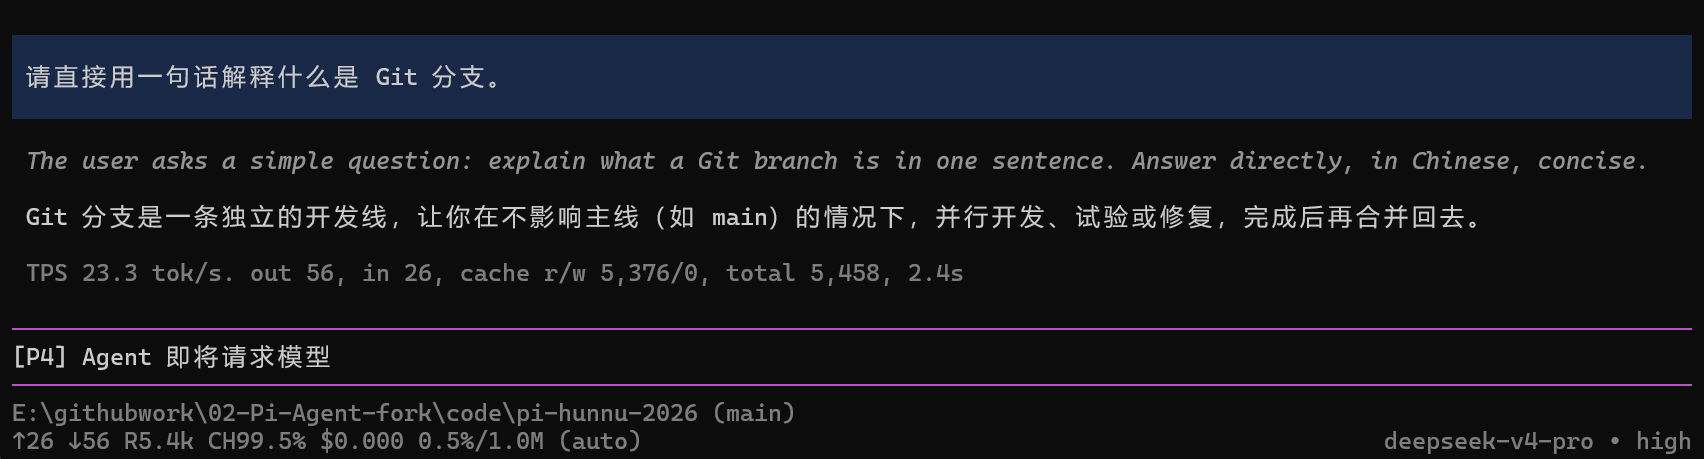 请直接用一句话解释什么是 Git 分支。
The user asks a simple question: explain what a Git branch is in one sentence. Answer directly, in Chinese, concise.
Git 分支是一条独立的开发线，让你在不影响主线（如 main）的情况下，并行开发、试验或修复，完成后再合并回去。
TPS 23.3 tok/s. out 56, in 26, cache r/w 5,376/0, total 5,458, 2.4s
[P4] Agent 即将请求模型
E:\githubwork\02-Pi-Agent-fork\code\pi-hunnu-2026 (main)
↑26 ↓56 R5.4k CH99.5% $0.000 0.5%/1.0M (auto) deepseek-v4-pro • high